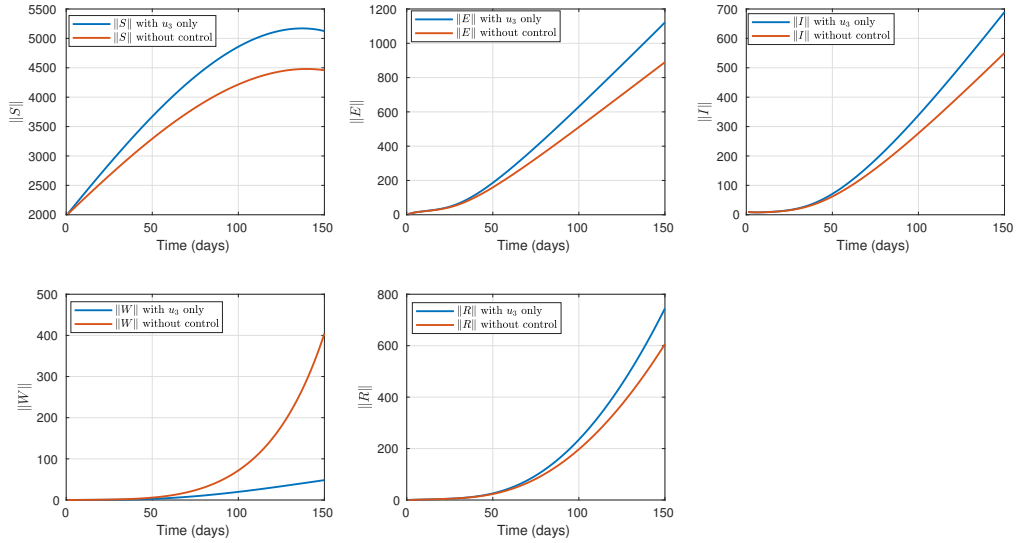 ‖S‖ with u₃ only
‖S‖ without control
5500
5000
4500
4000
3500
3000
2500
2000
‖S‖
0
50
100
150
Time (days)
‖E‖ with u₃ only
‖E‖ without control
1200
1000
800
600
400
200
0
‖E‖
0
50
100
150
Time (days)
‖I‖ with u₃ only
‖I‖ without control
700
600
500
400
300
200
100
0
‖I‖
0
50
100
150
Time (days)
‖W‖ with u₃ only
‖W‖ without control
500
400
300
200
100
0
‖W‖
0
50
100
150
Time (days)
‖R‖ with u₃ only
‖R‖ without control
800
600
400
200
0
‖R‖
0
50
100
150
Time (days)